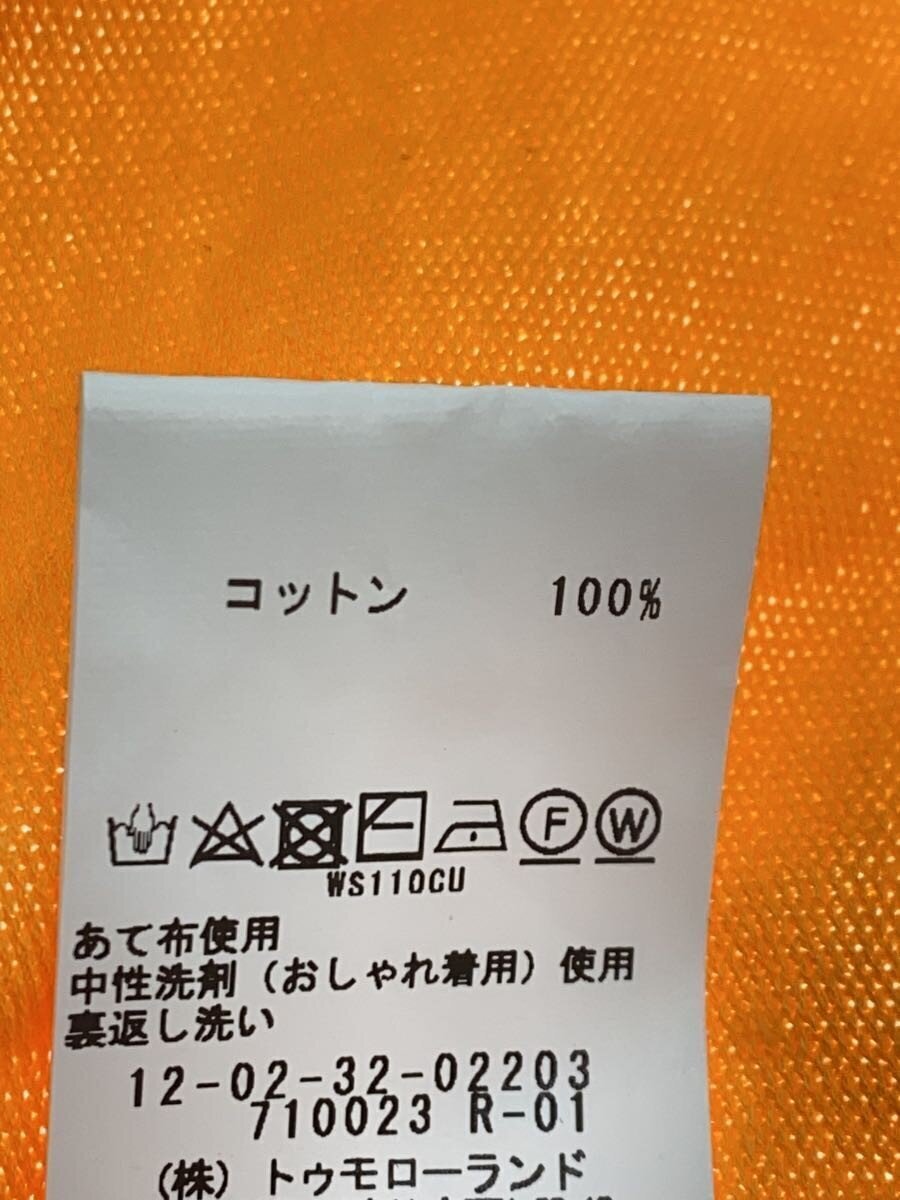 コットン 100%
F W
WS110CU
あて布使用
中性洗剤（おしゃれ着用）使用
裏返し洗い
12-02-32-02203
710023 R-01
（株）トゥモローランド